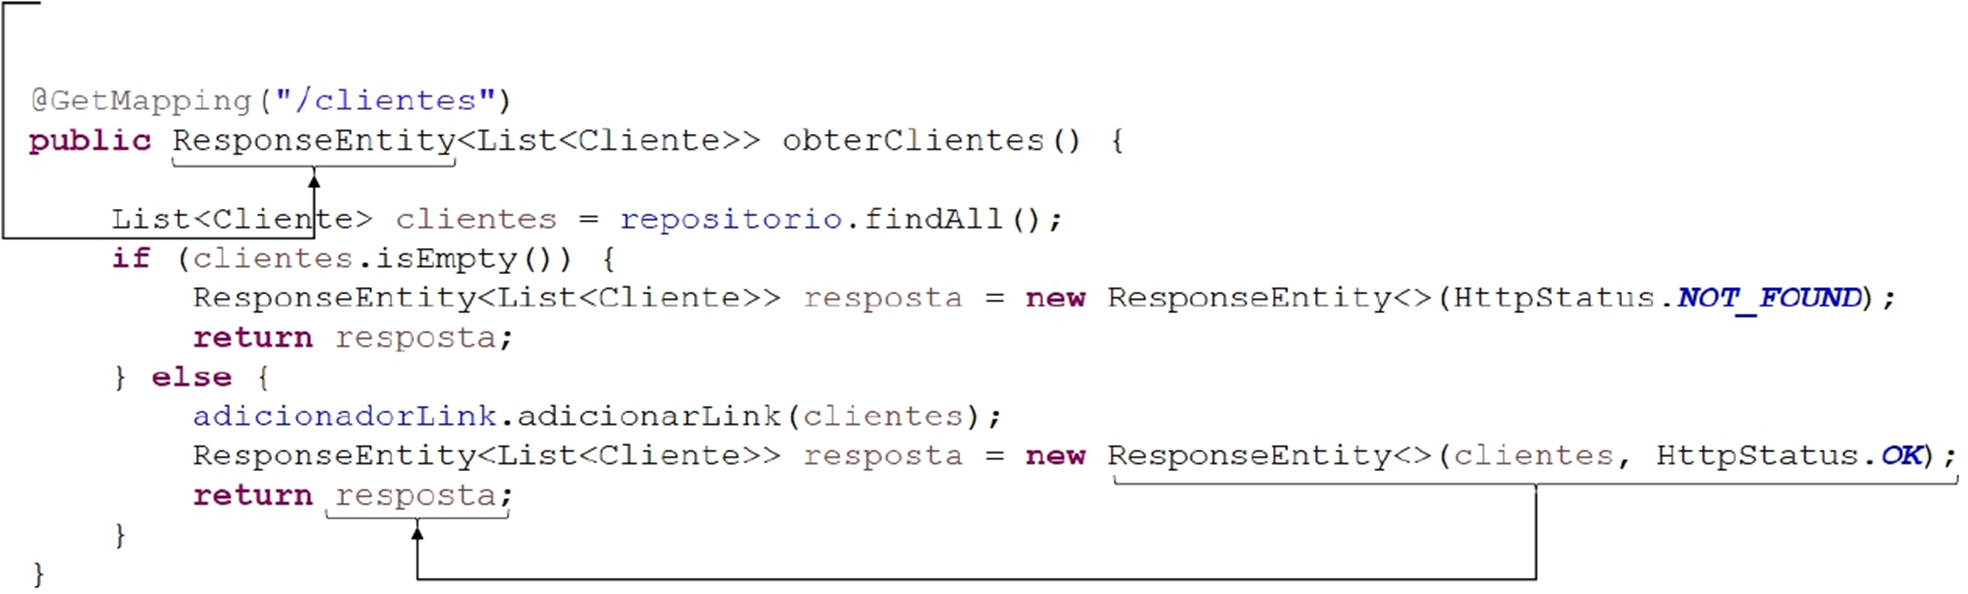 @GetMapping("/clientes")
public ResponseEntity<List<Cliente>> obterClientes() {
List<Cliente> clientes = repositorio.findAll();
if (clientes.isEmpty()) {
ResponseEntity<List<Cliente>> resposta = new ResponseEntity<>(HttpStatus.NOT_FOUND);
return resposta;
} else {
adicionadorLink.adicionarLink(clientes);
ResponseEntity<List<Cliente>> resposta = new ResponseEntity<>(clientes, HttpStatus.OK);
return resposta;
}
}